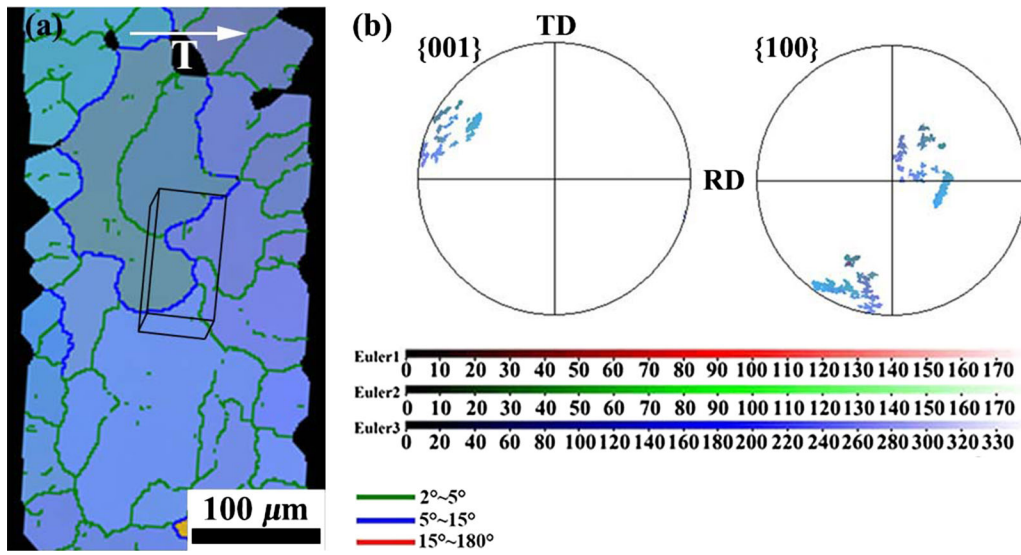 (a)
T
100 μm
(b)
{001}
TD
{100}
RD
Euler1
0 10 20 30 40 50 60 70 80 90 100 110 120 130 140 150 160 170
Euler2
0 10 20 30 40 50 60 70 80 90 100 110 120 130 140 150 160 170
Euler3
0 20 40 60 80 100 120 140 160 180 200 220 240 260 280 300 320 330
2°~5°
5°~15°
15°~180°